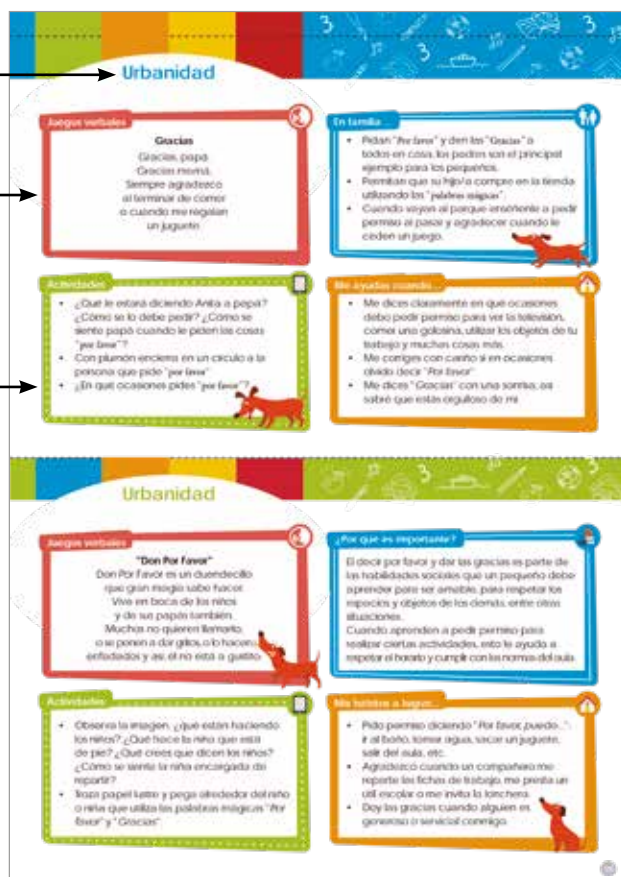 Urbanidad
Juegos verbales
Gracias
Gracias, papá.
Gracias mamá.
Siempre agradezco
al terminar de comer
o cuando me regalan
un juguete.
En familia...
• Pidan "Por favor" y den las "Gracias" a
todos en casa, los padres son el principal
ejemplo para los pequeños.
• Permitan que su hijo/a compre en la tienda
utilizando las "palabras mágicas".
• Cuando vayan al parque enséñenle a pedir
permiso al pasar y agradecer cuando le
ceden un juego.
Actividades
• ¿Qué le estará diciendo Anita a papá?
¿Cómo se lo debe pedir? ¿Cómo se
siente papá cuando le piden las cosas
"por favor"?
• Con plumón encierra en un círculo a la
persona que pide "por favor"
• ¿En qué ocasiones pides "por favor"?
Me ayudas cuando...
• Me dices claramente en qué ocasiones
debo pedir permiso para ver la televisión,
comer una golosina, utilizar los objetos de tu
trabajo y muchas cosas más.
• Me corriges con cariño si en ocasiones
olvido decir "Por favor"
• Me dices "Gracias" con una sonrisa, así
sabré que estás orgulloso de mí
Urbanidad
Juegos verbales
"Don Por Favor"
Don Por Favor es un duendecillo
que gran magia sabe hacer.
Vive en boca de los niños
y de sus papás también.
Muchos no quieren llamarlo,
o se ponen a dar gritos, o lo hacen
enfadados y así, él no está a gustito.
¿Por qué es importante?
El decir por favor y dar las gracias es parte de
las habilidades sociales que un pequeño debe
aprender para ser amable, para respetar los
espacios y objetos de los demás, entre otras
situaciones.
Cuando aprenden a pedir permiso para
realizar ciertas actividades, esto le ayuda a
respetar el horario y cumplir con las normas del aula.
Actividades
• Observa la imagen, ¿qué están haciendo
los niños? ¿Qué hace la niña que está
de pie? ¿Qué crees que dicen los niños?
¿Cómo se siente la niña encargada de
repartir?
• Troza papel lustre y pega alrededor del niño
o niña que utiliza las palabras mágicas "Por
favor" y "Gracias"
Mis hábitos a lograr...
• Pido permiso diciendo "Por favor, puedo...":
ir al baño, tomar agua, sacar un juguete,
salir del aula, etc.
• Agradezco cuando un compañero me
reparte las fichas de trabajo, me presta un
útil escolar o me invita la lonchera.
• Doy las gracias cuando alguien es
generoso o servicial conmigo.